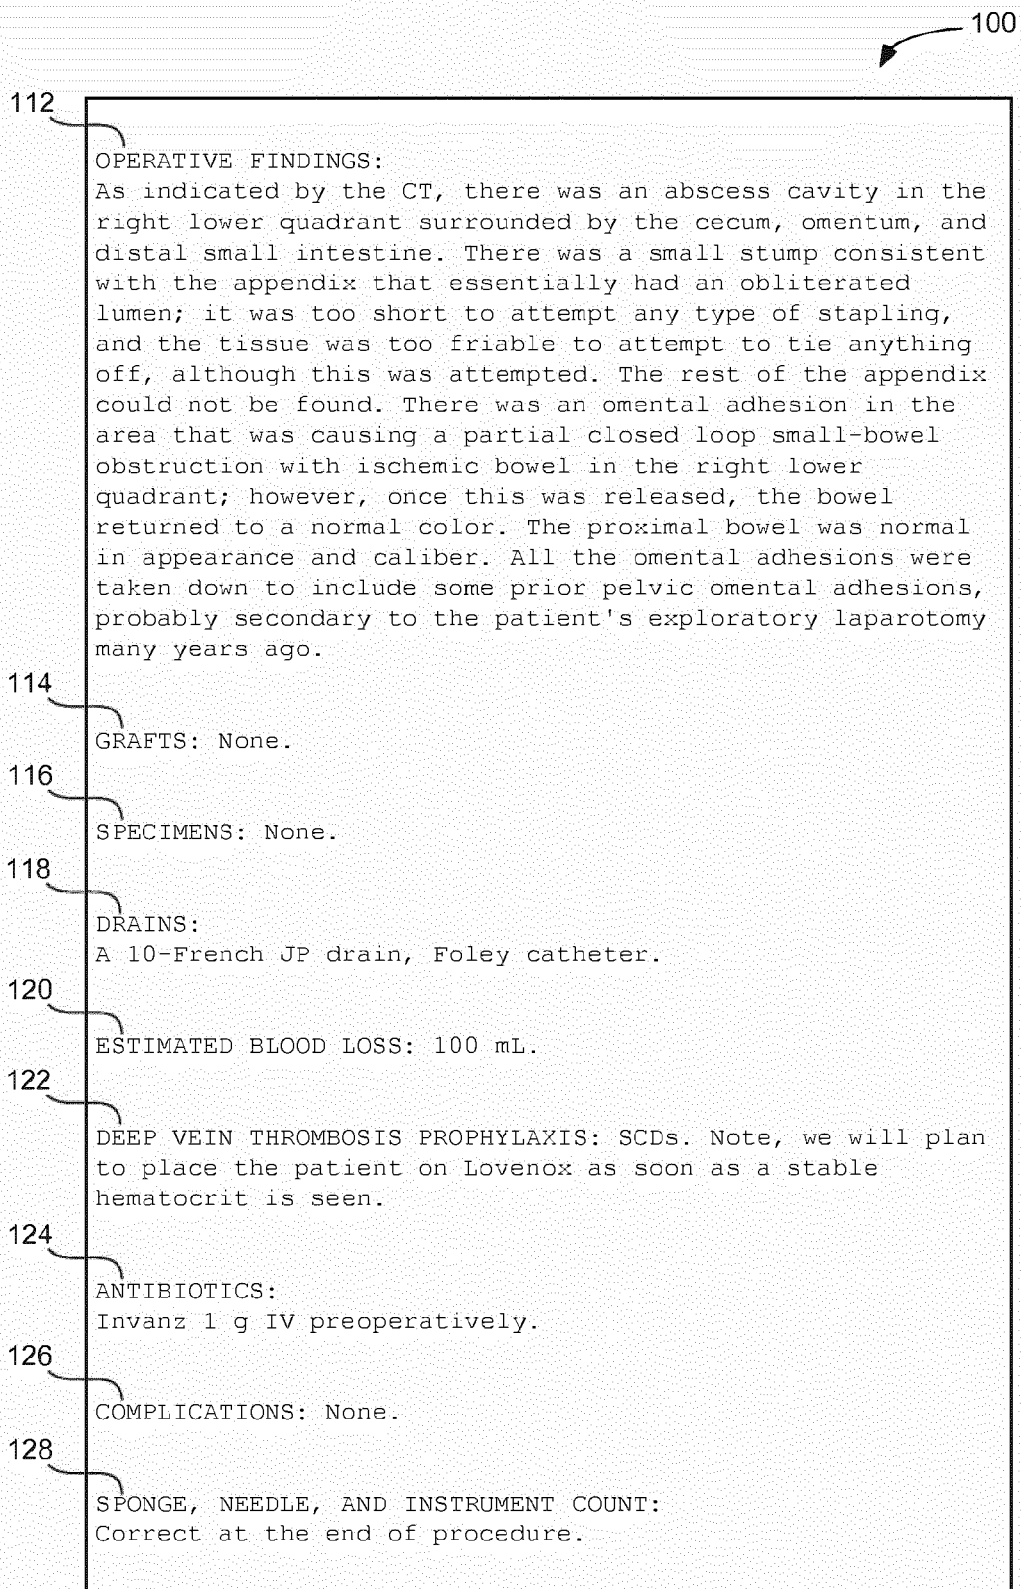 100
112
OPERATIVE FINDINGS:
As indicated by the CT, there was an abscess cavity in the
right lower quadrant surrounded by the cecum, omentum, and
distal small intestine. There was a small stump consistent
with the appendix that essentially had an obliterated
lumen; it was too short to attempt any type of stapling,
and the tissue was too friable to attempt to tie anything
off, although this was attempted. The rest of the appendix
could not be found. There was an omental adhesion in the
area that was causing a partial closed loop small-bowel
obstruction with ischemic bowel in the right lower
quadrant; however, once this was released, the bowel
returned to a normal color. The proximal bowel was normal
in appearance and caliber. All the omental adhesions were
taken down to include some prior pelvic omental adhesions,
probably secondary to the patient's exploratory laparotomy
many years ago.
114
GRAFTS: None.
116
SPECIMENS: None.
118
DRAINS:
A 10-French JP drain, Foley catheter.
120
ESTIMATED BLOOD LOSS: 100 mL.
122
DEEP VEIN THROMBOSIS PROPHYLAXIS: SCDs. Note, we will plan
to place the patient on Lovenox as soon as a stable
hematocrit is seen.
124
ANTIBIOTICS:
Invanz 1 g IV preoperatively.
126
COMPLICATIONS: None.
128
SPONGE, NEEDLE, AND INSTRUMENT COUNT:
Correct at the end of procedure.